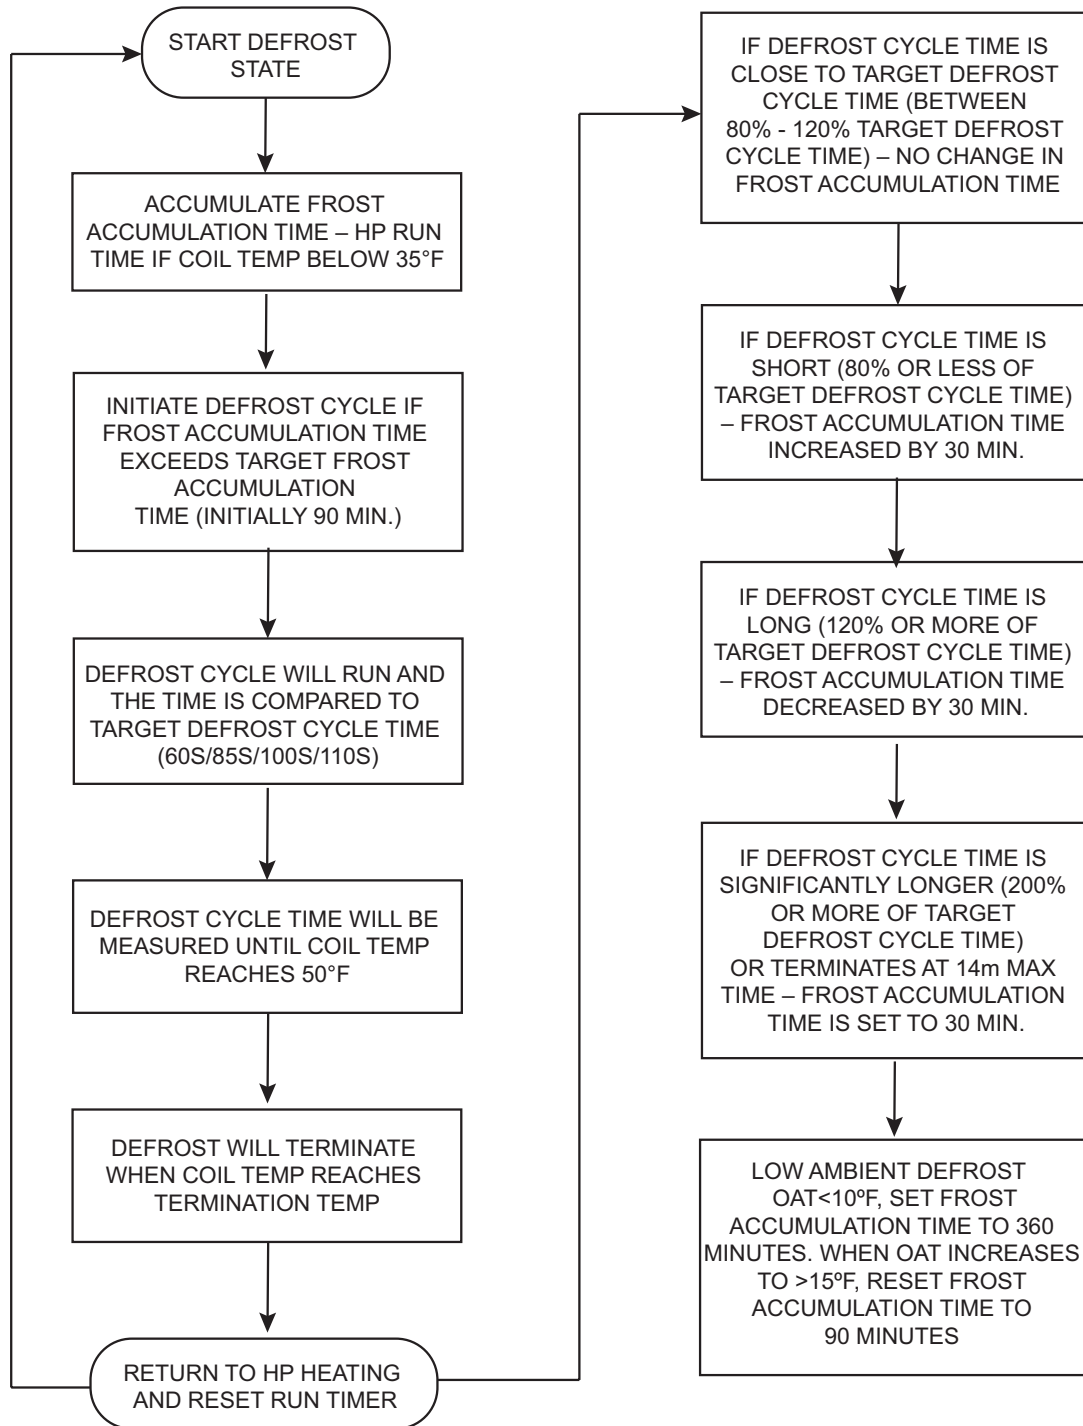 START DEFROST
STATE
ACCUMULATE FROST
ACCUMULATION TIME – HP RUN
TIME IF COIL TEMP BELOW 35°F
INITIATE DEFROST CYCLE IF
FROST ACCUMULATION TIME
EXCEEDS TARGET FROST
ACCUMULATION
TIME (INITIALLY 90 MIN.)
DEFROST CYCLE WILL RUN AND
THE TIME IS COMPARED TO
TARGET DEFROST CYCLE TIME
(60S/85S/100S/110S)
DEFROST CYCLE TIME WILL BE
MEASURED UNTIL COIL TEMP
REACHES 50°F
DEFROST WILL TERMINATE
WHEN COIL TEMP REACHES
TERMINATION TEMP
RETURN TO HP HEATING
AND RESET RUN TIMER
IF DEFROST CYCLE TIME IS
CLOSE TO TARGET DEFROST
CYCLE TIME (BETWEEN
80% - 120% TARGET DEFROST
CYCLE TIME) – NO CHANGE IN
FROST ACCUMULATION TIME
IF DEFROST CYCLE TIME IS
SHORT (80% OR LESS OF
TARGET DEFROST CYCLE TIME)
– FROST ACCUMULATION TIME
INCREASED BY 30 MIN.
IF DEFROST CYCLE TIME IS
LONG (120% OR MORE OF
TARGET DEFROST CYCLE TIME)
– FROST ACCUMULATION TIME
DECREASED BY 30 MIN.
IF DEFROST CYCLE TIME IS
SIGNIFICANTLY LONGER (200%
OR MORE OF TARGET
DEFROST CYCLE TIME)
OR TERMINATES AT 14m MAX
TIME – FROST ACCUMULATION
TIME IS SET TO 30 MIN.
LOW AMBIENT DEFROST
OAT<10ºF, SET FROST
ACCUMULATION TIME TO 360
MINUTES. WHEN OAT INCREASES
TO >15ºF, RESET FROST
ACCUMULATION TIME TO
90 MINUTES